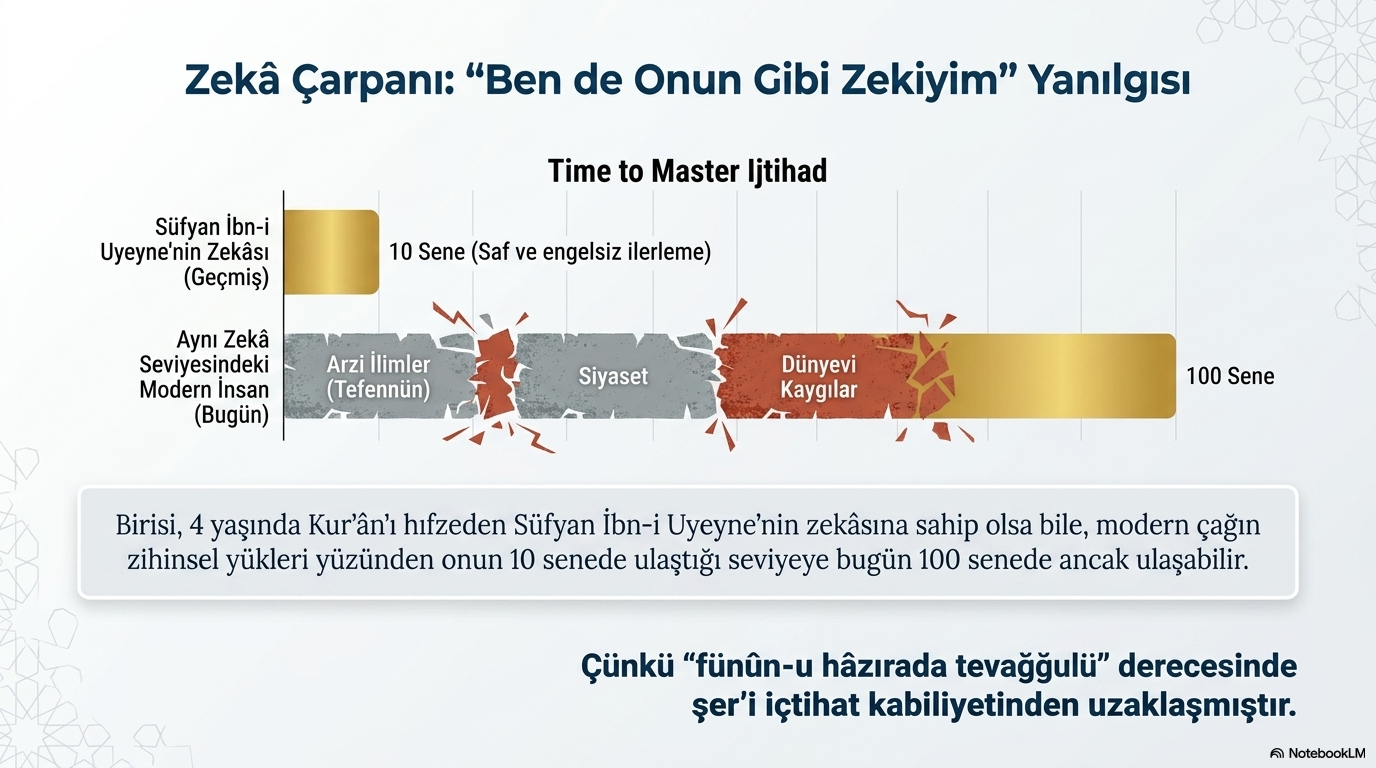 Zekâ Çarpanı: “Ben de Onun Gibi Zekiyim” Yanılgısı
Time to Master Ijtihad
Süfyan İbn-i
Uyeyne'nin Zekâsı
(Geçmiş)
10 Sene (Saf ve engelsiz ilerleme)
Aynı Zekâ
Seviyesindeki
Modern İnsan
(Bugün)
Arzi İlimler
(Tefennün)
Siyaset
Dünyevi
Kaygılar
100 Sene
Birisi, 4 yaşında Kur’ân’ı hıfzeden Süfyan İbn-i Uyeyne’nin zekâsına sahip olsa bile, modern çağın
zihinsel yükleri yüzünden onun 10 senede ulaştığı seviyeye bugün 100 senede ancak ulaşabilir.
Çünkü “fünûn-u hâzırada tevağğulü” derecesinde
şer’i içtihat kabiliyetinden uzaklaşmıştır.
NotebookLM